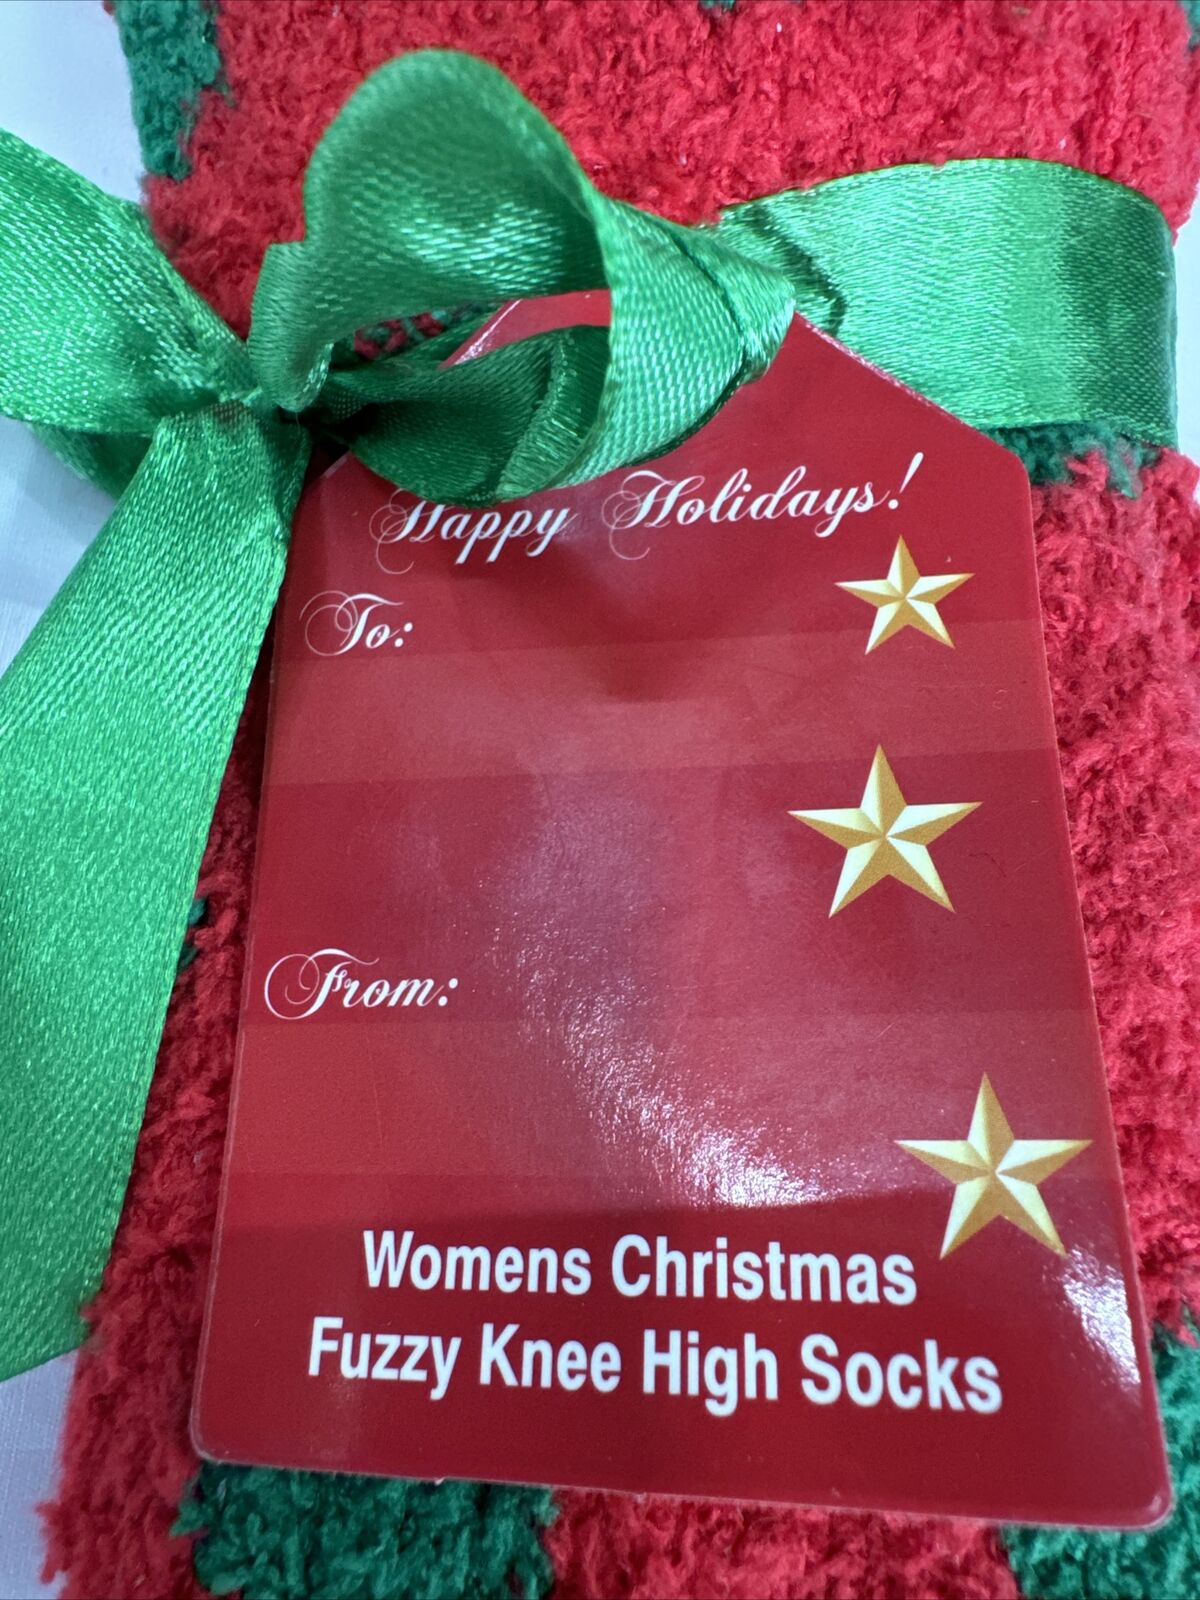 Happy Holidays!
To:
From:
Womens Christmas
Fuzzy Knee High Socks